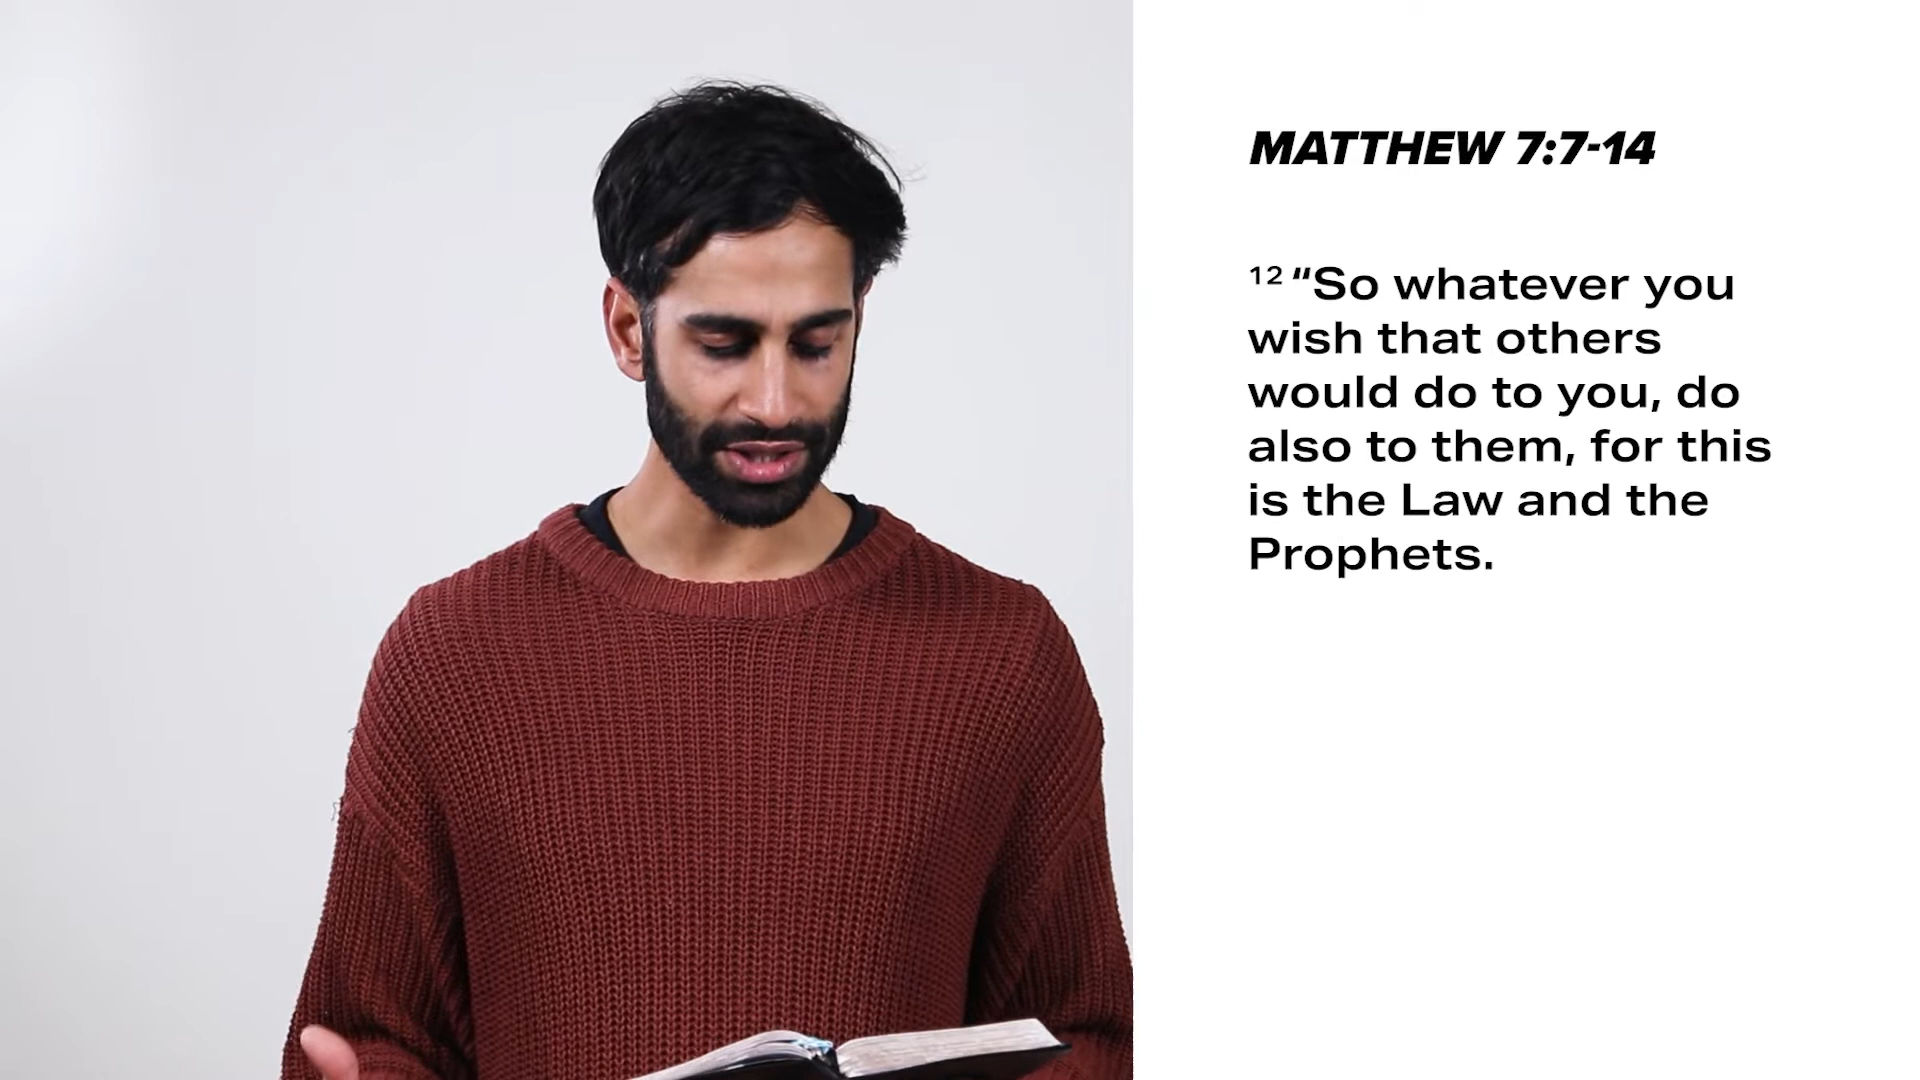 MATTHEW 7:7-14
12 “So whatever you
wish that others
would do to you, do
also to them, for this
is the Law and the
Prophets.